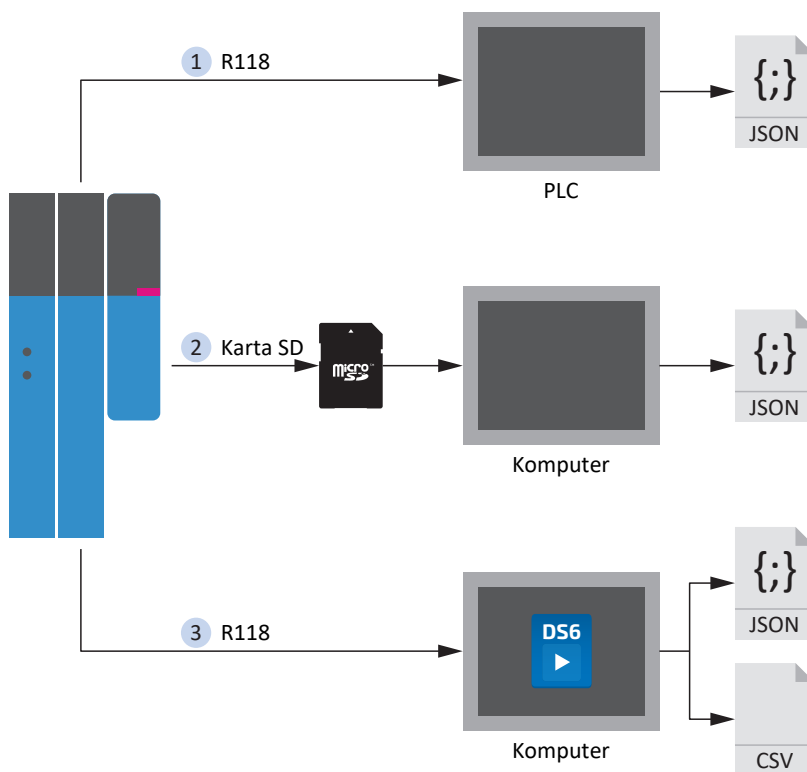 1 R118
{;}
JSON
PLC
2 Karta SD
micro
SD
{;}
JSON
Komputer
{;}
JSON
3 R118
DS6
Komputer
CSV